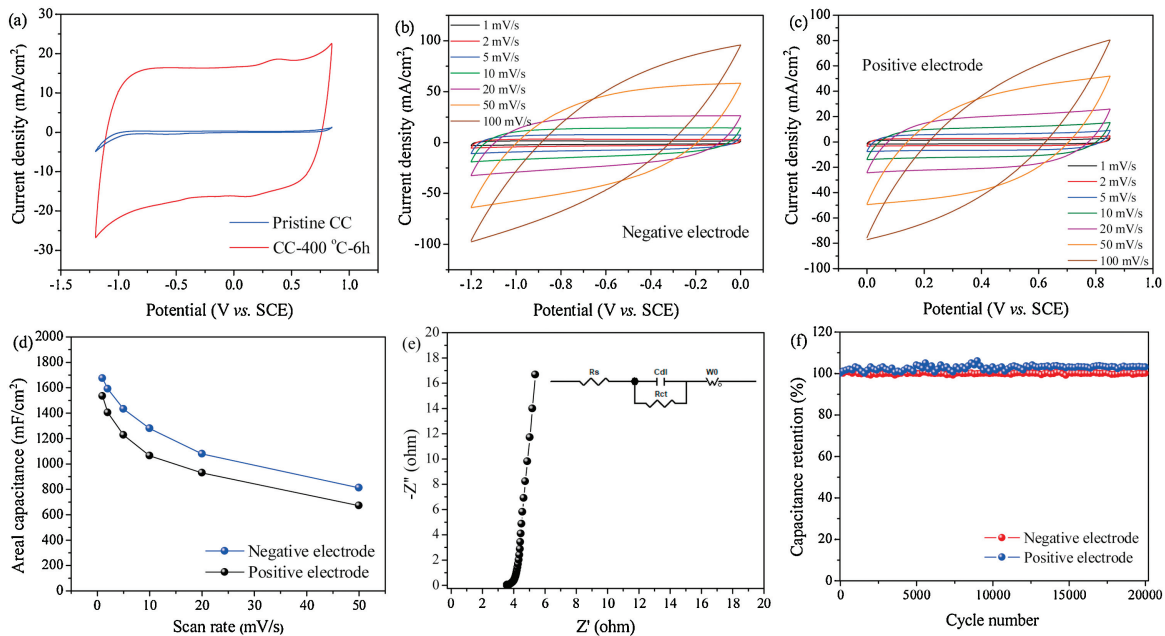 (a)
Current density (mA/cm²)
30
20
10
0
-10
-20
-30
Pristine CC
CC-400 °C-6h
-1.5 -1.0 -0.5 0.0 0.5 1.0
Potential (V vs. SCE)
(b)
Current density (mA/cm²)
100
50
0
-50
-100
1 mV/s
2 mV/s
5 mV/s
10 mV/s
20 mV/s
50 mV/s
100 mV/s
Negative electrode
-1.2 -1.0 -0.8 -0.6 -0.4 -0.2 0.0
Potential (V vs. SCE)
(c)
Current density (mA/cm²)
100
80
60
40
20
0
-20
-40
-60
-80
-100
Positive electrode
1 mV/s
2 mV/s
5 mV/s
10 mV/s
20 mV/s
50 mV/s
100 mV/s
0.0 0.2 0.4 0.6 0.8 1.0
Potential (V vs. SCE)
(d)
Areal capacitance (mF/cm²)
2000
1800
1600
1400
1200
1000
800
600
400
200
0
Negative electrode
Positive electrode
0 10 20 30 40 50
Scan rate (mV/s)
(e)
-Z'' (ohm)
20
18
16
14
12
10
8
6
4
2
0
Rs
Cdl
Rct
W0
0 2 4 6 8 10 12 14 16 18 20
Z' (ohm)
(f)
Capacitance retention (%)
120
100
80
60
40
20
0
Negative electrode
Positive electrode
0 5000 10000 15000 20000
Cycle number